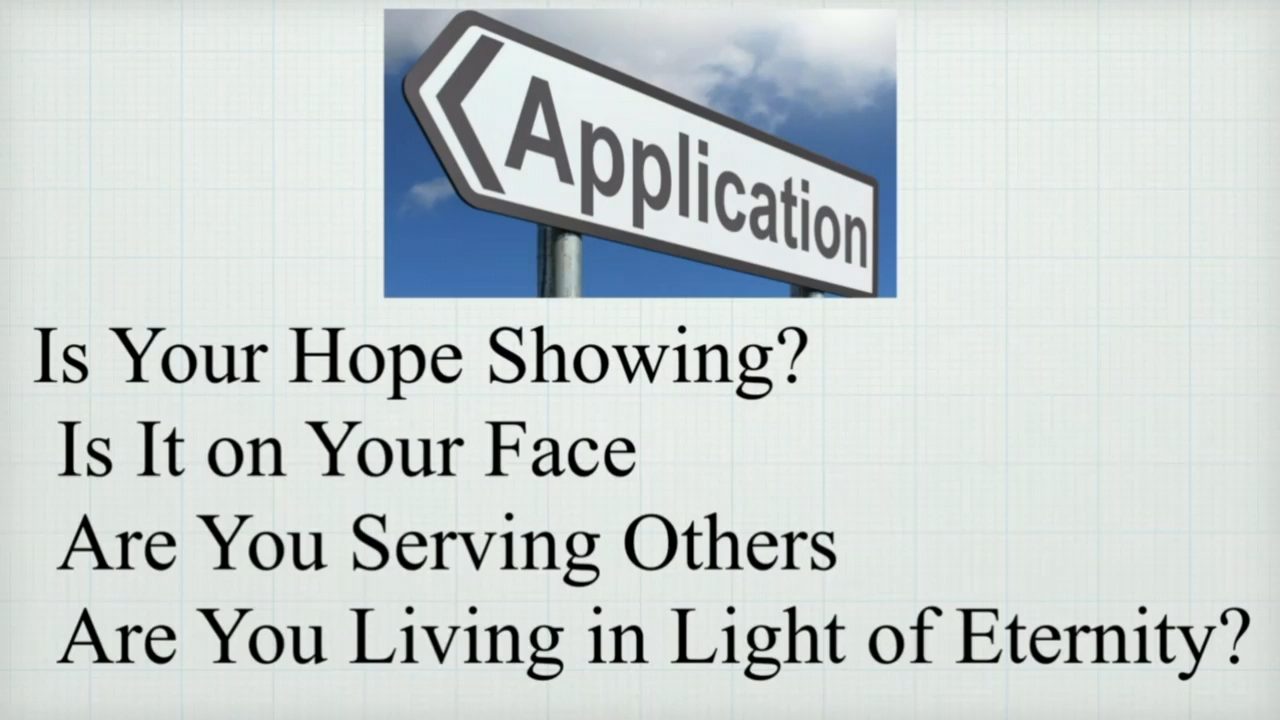 Application
Is Your Hope Showing?
Is It on Your Face
Are You Serving Others
Are You Living in Light of Eternity?